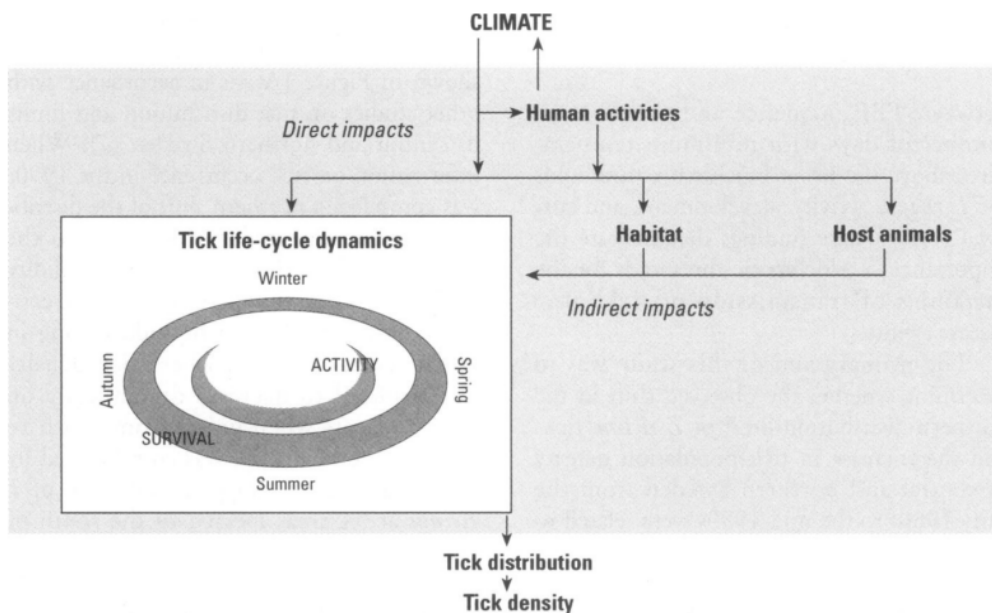 CLIMATE
Human activities
Direct impacts
Tick life-cycle dynamics
Habitat
Host animals
Winter
Indirect impacts
ACTIVITY
Autumn
Spring
SURVIVAL
Summer
Tick distribution
Tick density